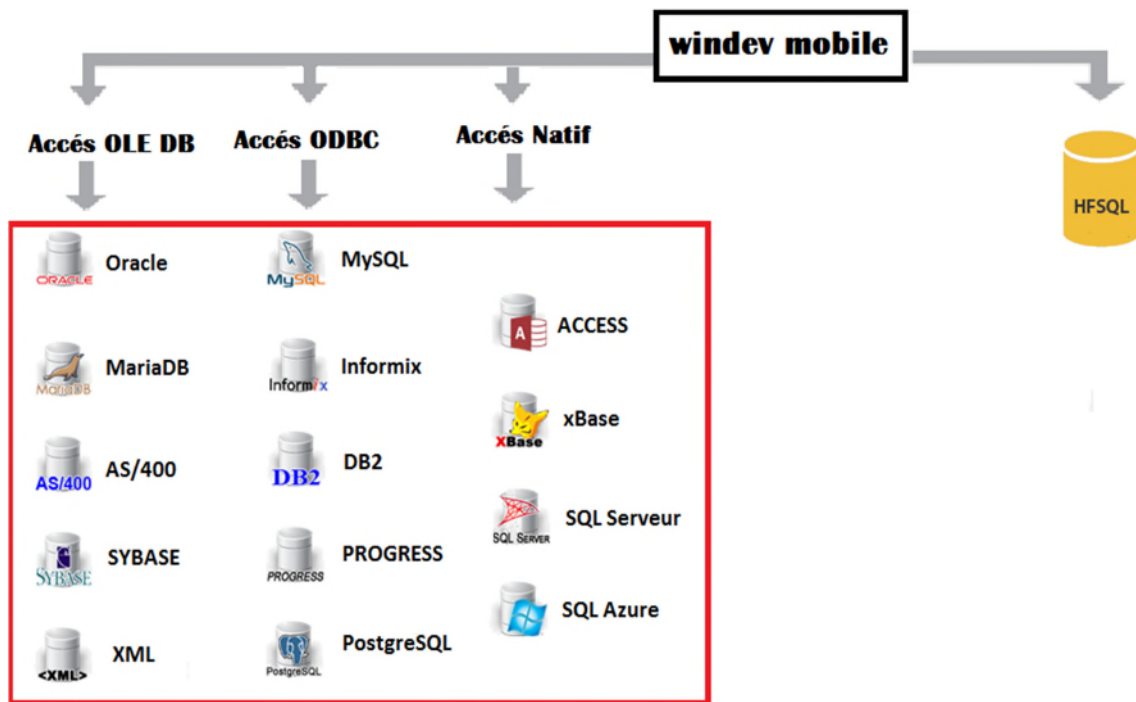 windev mobile
Accés OLE DB
Accés ODBC
Accés Natif
HFSQL
ORACLE
Oracle
MySQL
MySQL
ACCESS
A
MariaDB
MariaDB
Informix
Informix
XBase
xBase
AS/400
AS/400
DB2
DB2
SQL SERVER
SQL Serveur
SYBASE
SYBASE
PROGRESS
PROGRESS
SQL Azure
<XML>
XML
PostgreSQL
PostgreSQL